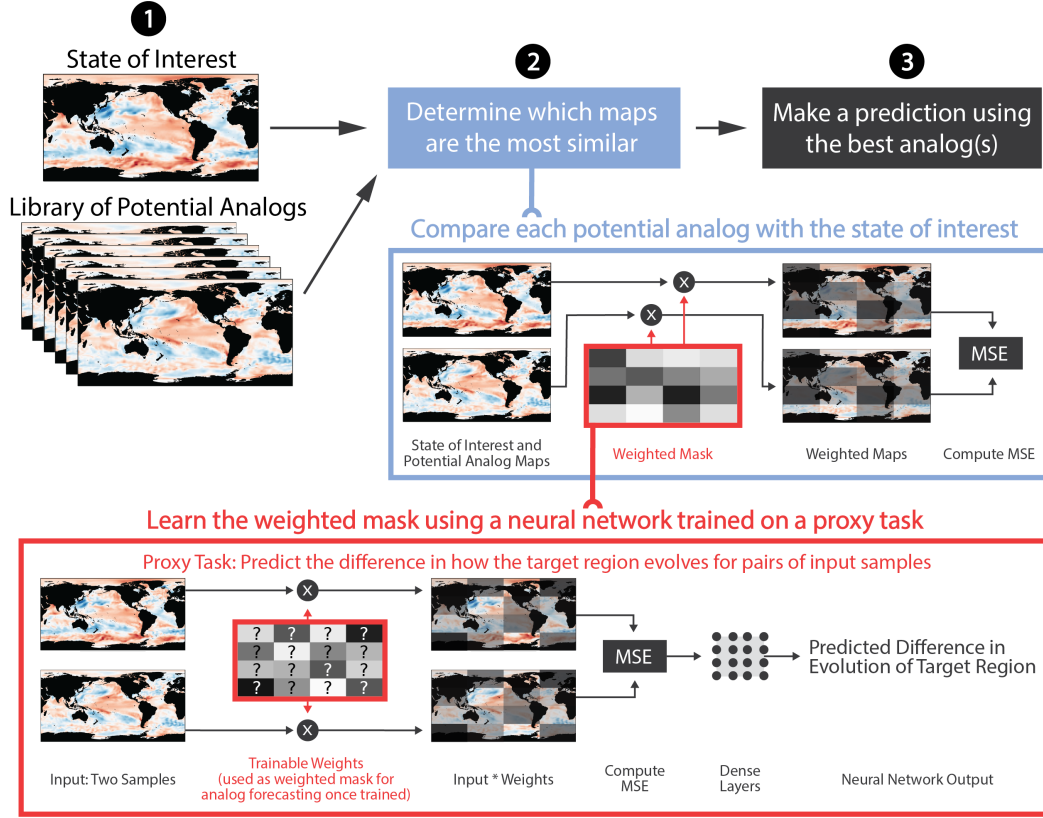 1
State of Interest
2
3
Determine which maps
are the most similar
Make a prediction using
the best analog(s)
Library of Potential Analogs
Compare each potential analog with the state of interest
X
X
MSE
State of Interest and
Potential Analog Maps
Weighted Mask
Weighted Maps
Compute MSE
Learn the weighted mask using a neural network trained on a proxy task
Proxy Task: Predict the difference in how the target region evolves for pairs of input samples
X
? ? ? ?
? ? ? ?
? ? ? ?
? ? ? ?
X
MSE
Predicted Difference in
Evolution of Target Region
Input: Two Samples
Trainable Weights
(used as weighted mask for
analog forecasting once trained)
Input * Weights
Compute
MSE
Dense
Layers
Neural Network Output